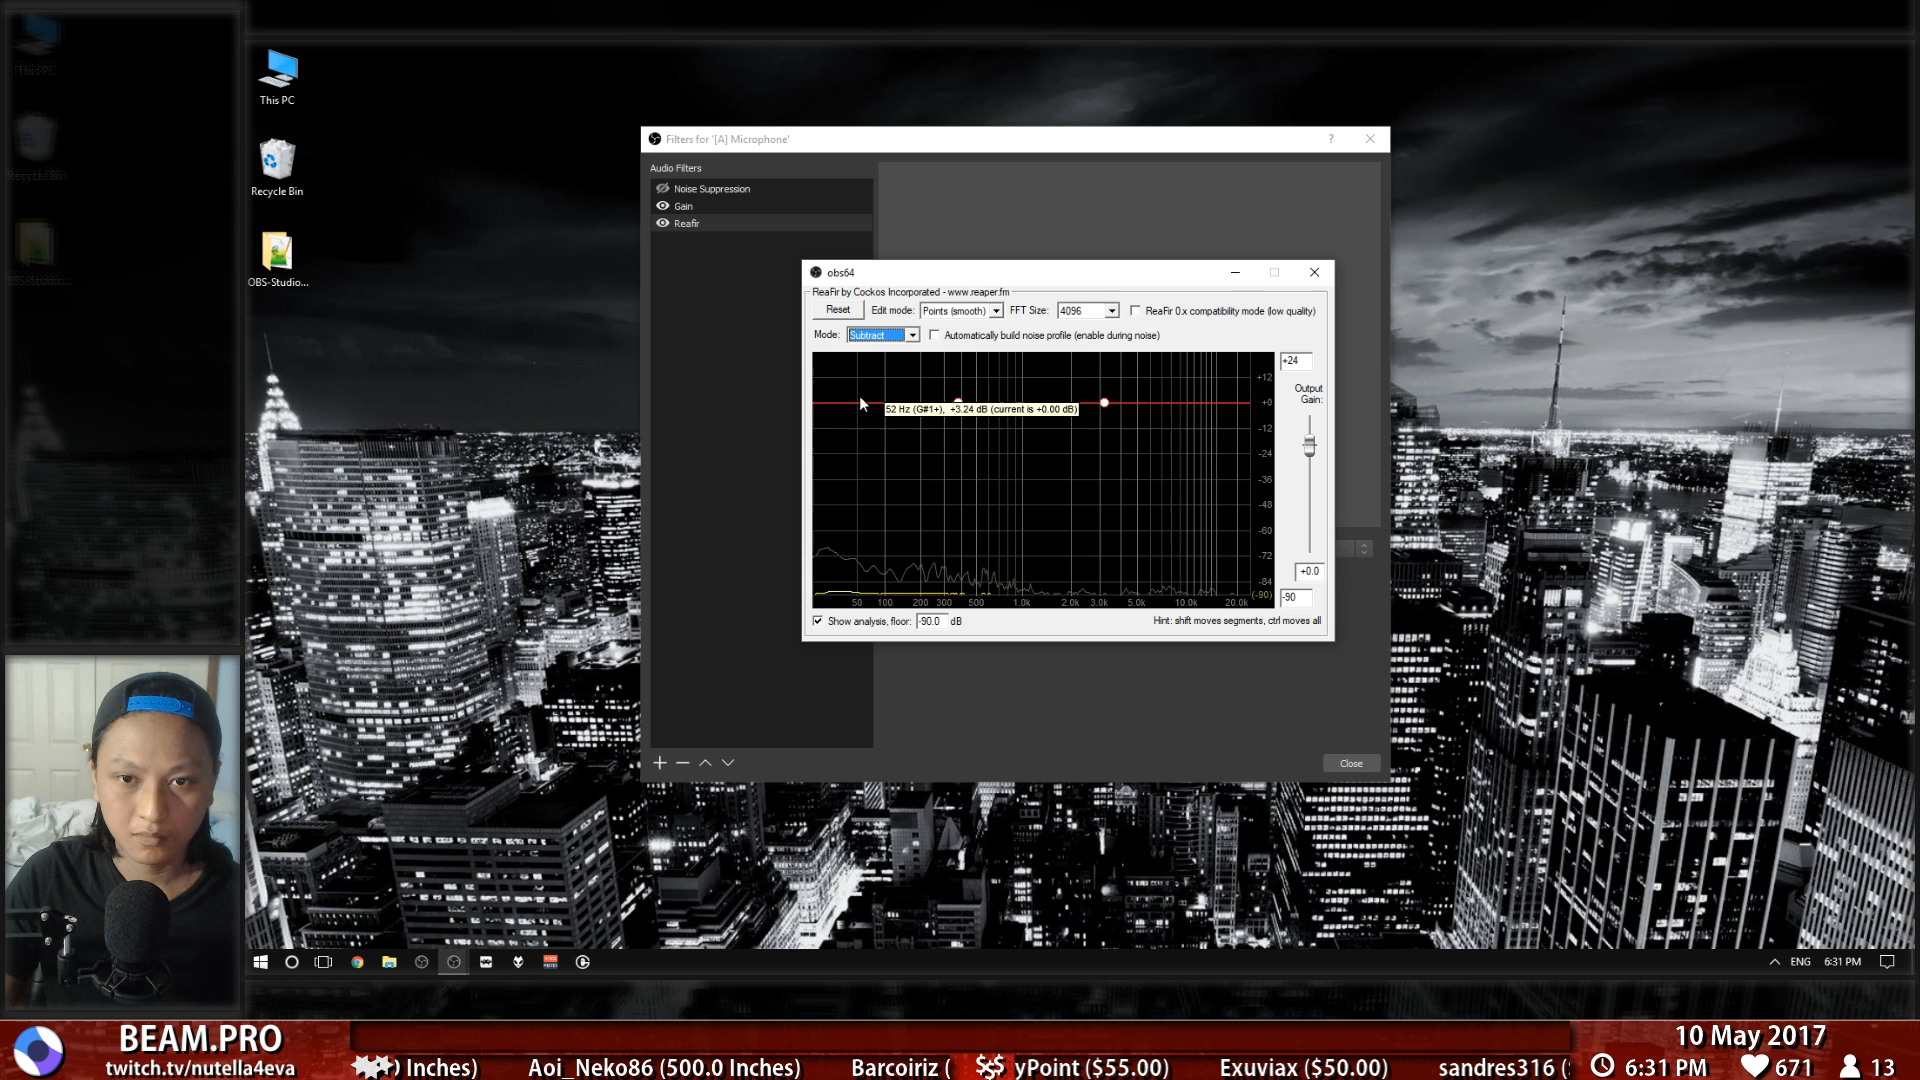 This PC
Recycle Bin
OBS-Studio...
Filters for '[A] Microphone'
?
Audio Filters
Noise Suppression
Gain
Reafir
obs64
ReaFir by Cockos Incorporated - www.reaper.fm
Reset
Edit mode: Points (smooth)
FFT Size: 4096
ReaFir 0.x compatibility mode (low quality)
Mode: Subtract
Automatically build noise profile (enable during noise)
+24
+12
+0
-12
-24
-36
-48
-60
-72
-84
(-90)
52 Hz (G#1+), +3.24 dB (current is +0.00 dB)
Output
Gain:
+0.0
-90
50 100 200 300 500 1.0k 2.0k 3.0k 5.0k 10.0k 20.0k
Show analysis, floor: -90.0 dB
Hint: shift moves segments, ctrl moves all
Close
ENG
6:31 PM
BEAM.PRO
twitch.tv/nutella4eva
Inches)
Aoi_Neko86 (500.0 Inches)
Barcoiriz (
$$$
yPoint ($55.00)
Exuviax ($50.00)
sandres316 (
10 May 2017
6:31 PM
671
13